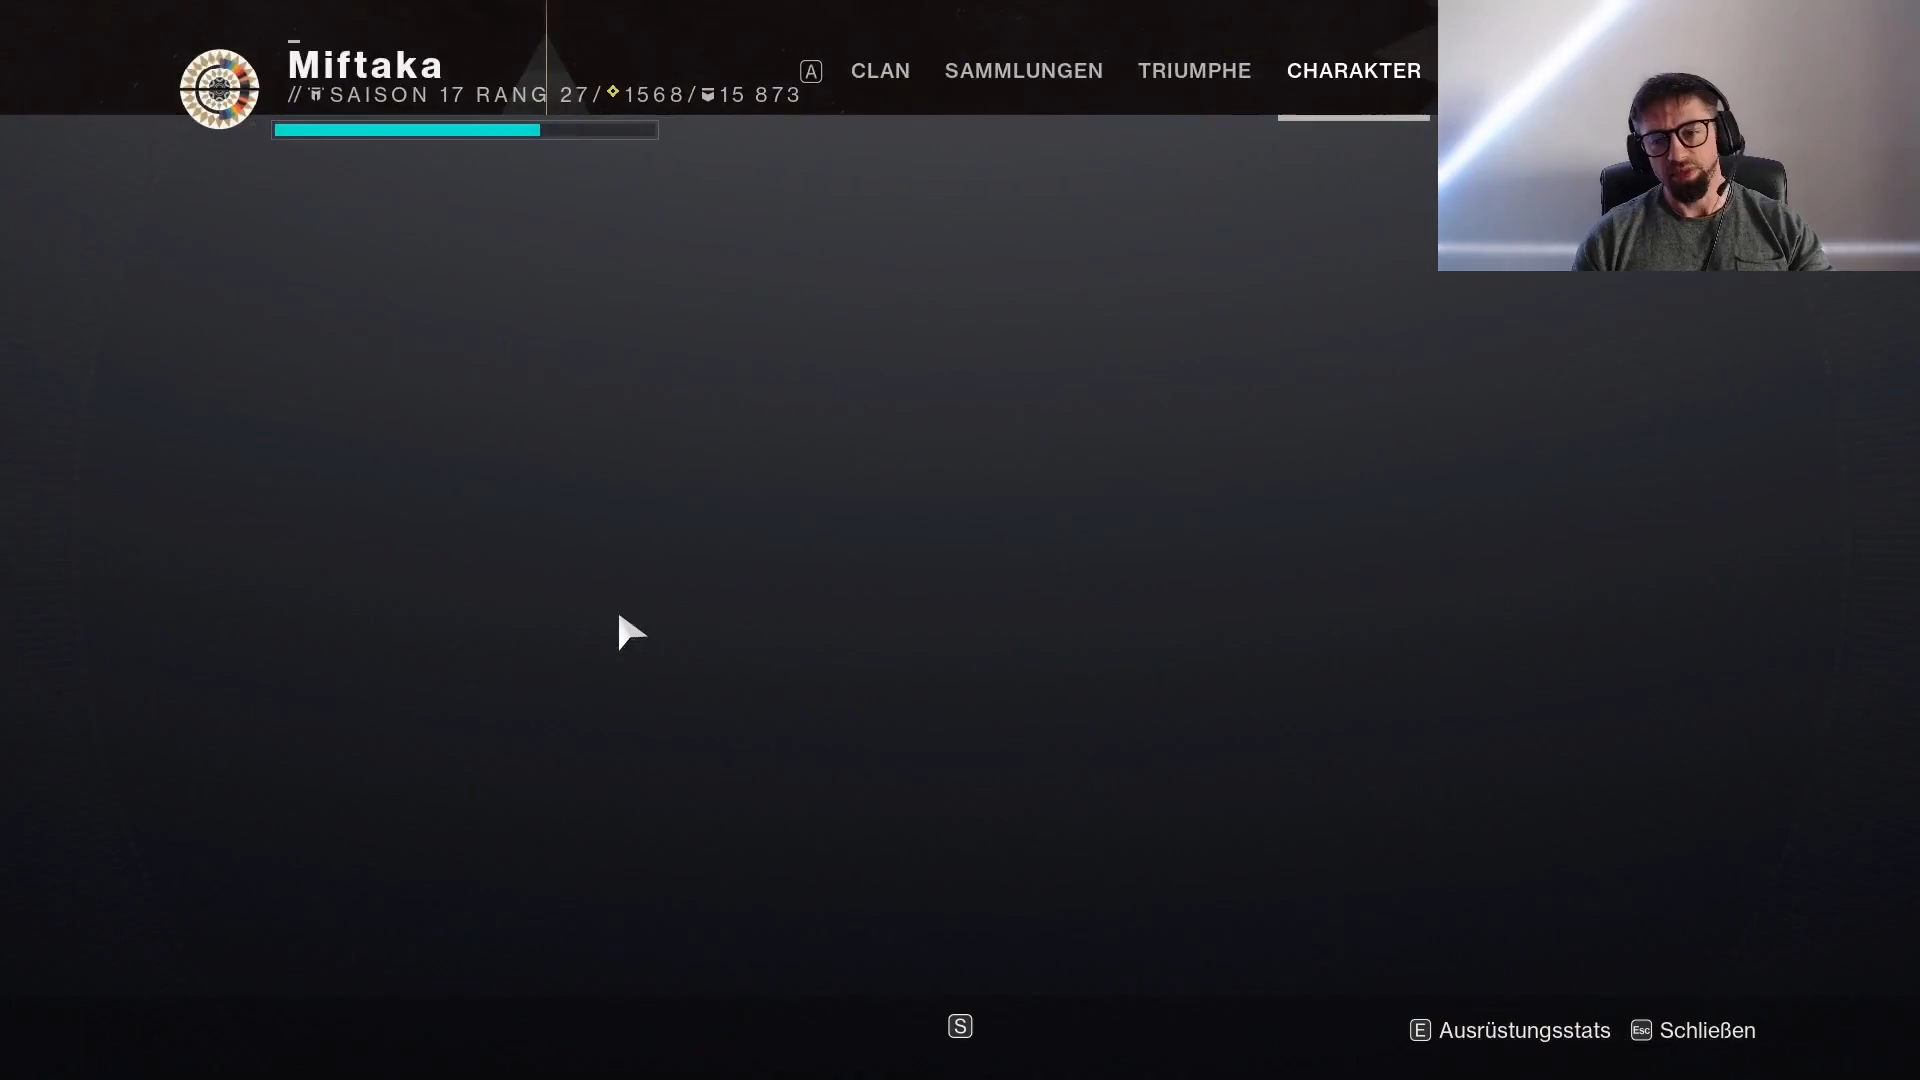 Miftaka
// SAISON 17 RANG 27/ 1568/ 15 873
A CLAN SAMMLUNGEN TRIUMPHE CHARAKTER
S
E Ausrüstungsstats Esc Schließen